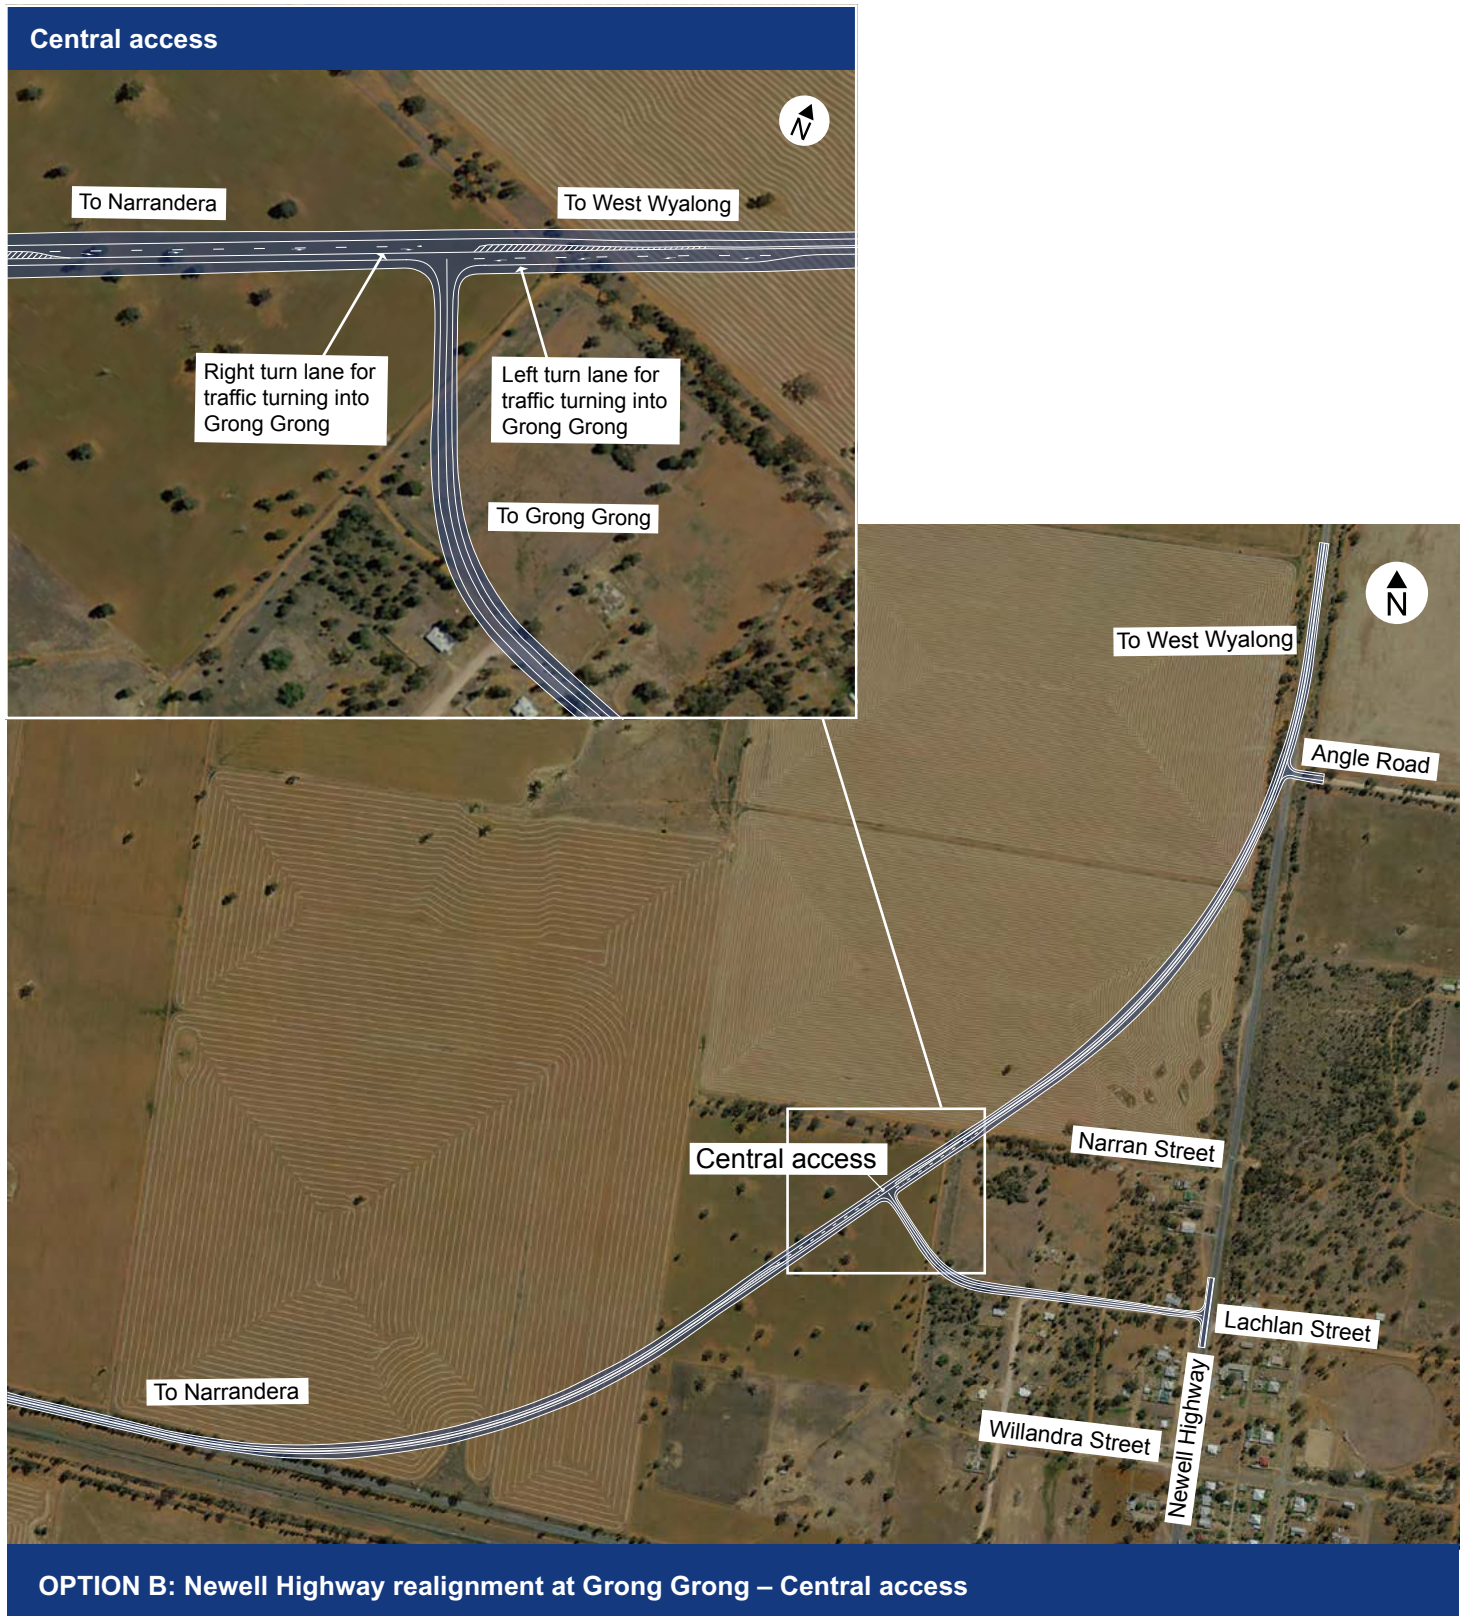 Central access
N
To Narrandera
To West Wyalong
Right turn lane for
traffic turning into
Grong Grong
Left turn lane for
traffic turning into
Grong Grong
To Grong Grong
N
To West Wyalong
Angle Road
Narran Street
Central access
Lachlan Street
To Narrandera
Willandra Street
Newell Highway
OPTION B: Newell Highway realignment at Grong Grong – Central access